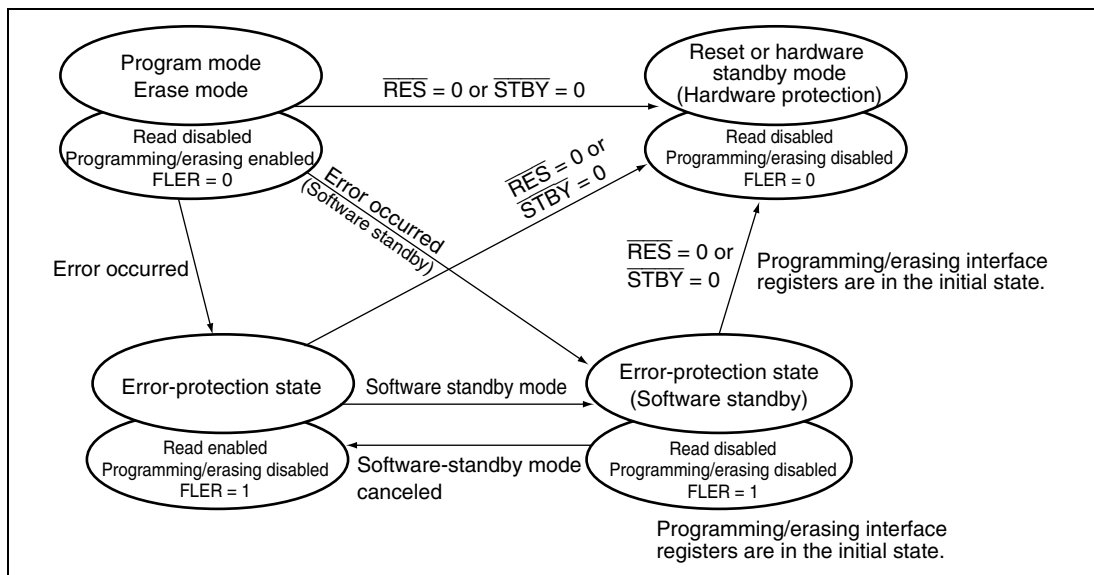 Program mode
Erase mode
Read disabled
Programming/erasing enabled
FLER = 0
RES = 0 or STBY = 0
Reset or hardware
standby mode
(Hardware protection)
Read disabled
Programming/erasing disabled
FLER = 0
Error occurred
(Software standby)
RES = 0 or
STBY = 0
Error occurred
RES = 0 or
STBY = 0
Programming/erasing interface
registers are in the initial state.
Error-protection state
Read enabled
Programming/erasing disabled
FLER = 1
Software standby mode
Software-standby mode
canceled
Error-protection state
(Software standby)
Read disabled
Programming/erasing disabled
FLER = 1
Programming/erasing interface
registers are in the initial state.